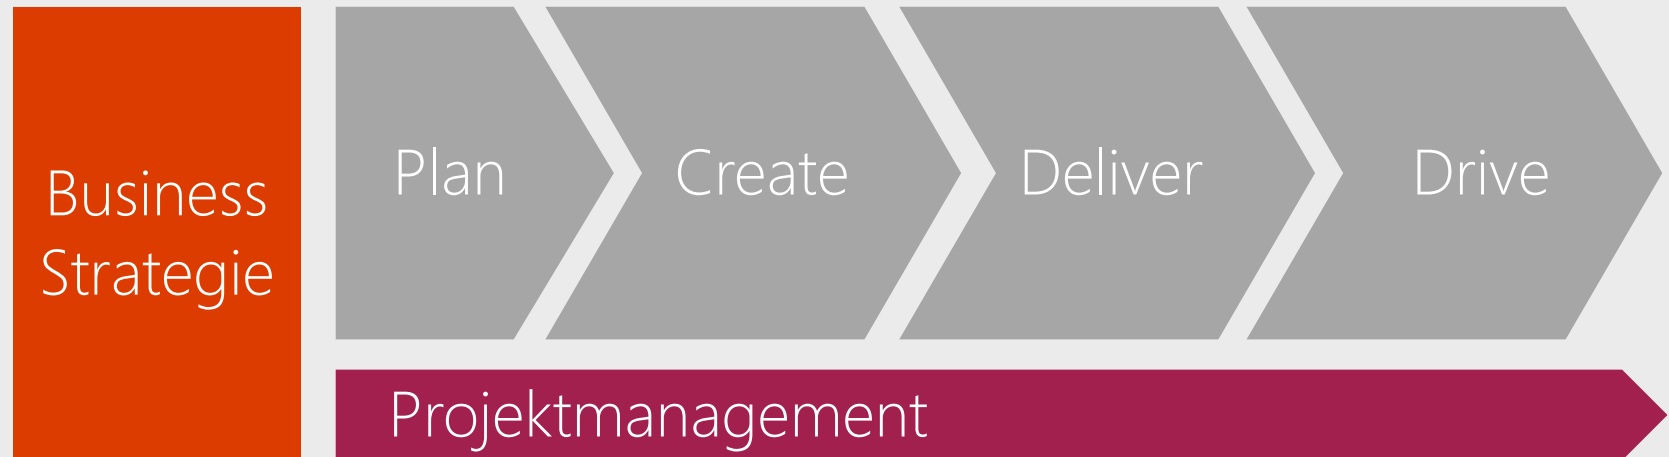 Business
Strategie
Plan
Create
Deliver
Drive
Projektmanagement